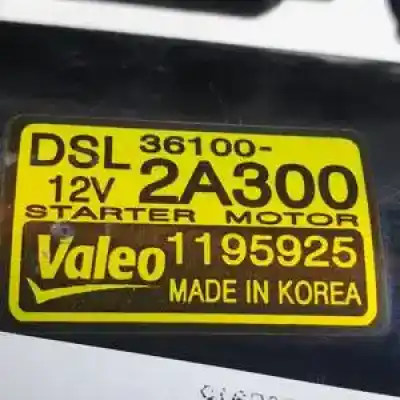 DSL 36100-
12V 2A300
STARTER MOTOR
Valeo 1195925
MADE IN KOREA